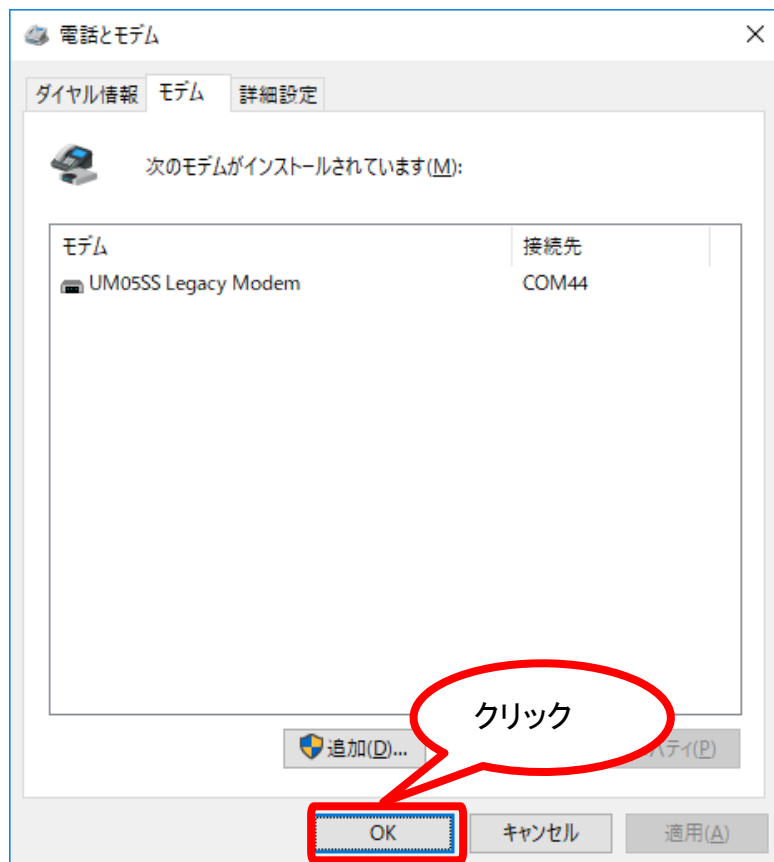 電話とモデム
ダイヤル情報 モデム 詳細設定
次のモデムがインストールされています(M):
モデム 接続先
UM05SS Legacy Modem COM44
クリック
追加(D)... パティ(P)
OK キャンセル 適用(A)